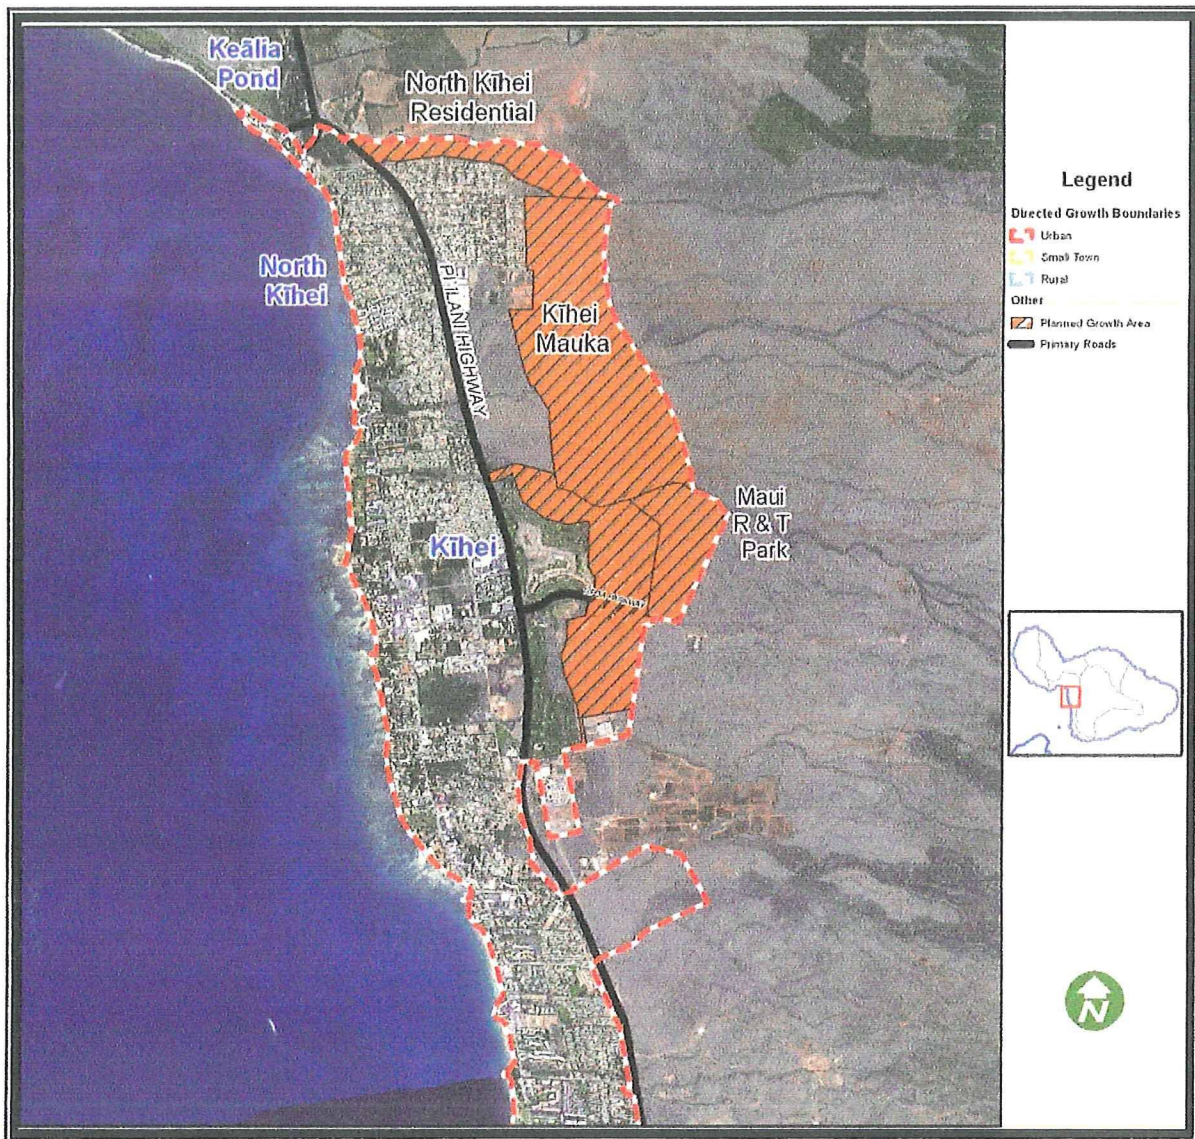 Keālia
Pond
North Kīhei
Residential
North
Kīhei
PI'ILANI HIGHWAY
Kīhei
Mauka
Maui
R & T
Park
Kīhei
Legend
Directed Growth Boundaries
Urban
Small Town
Rural
Other
Planned Growth Area
Primary Roads
N